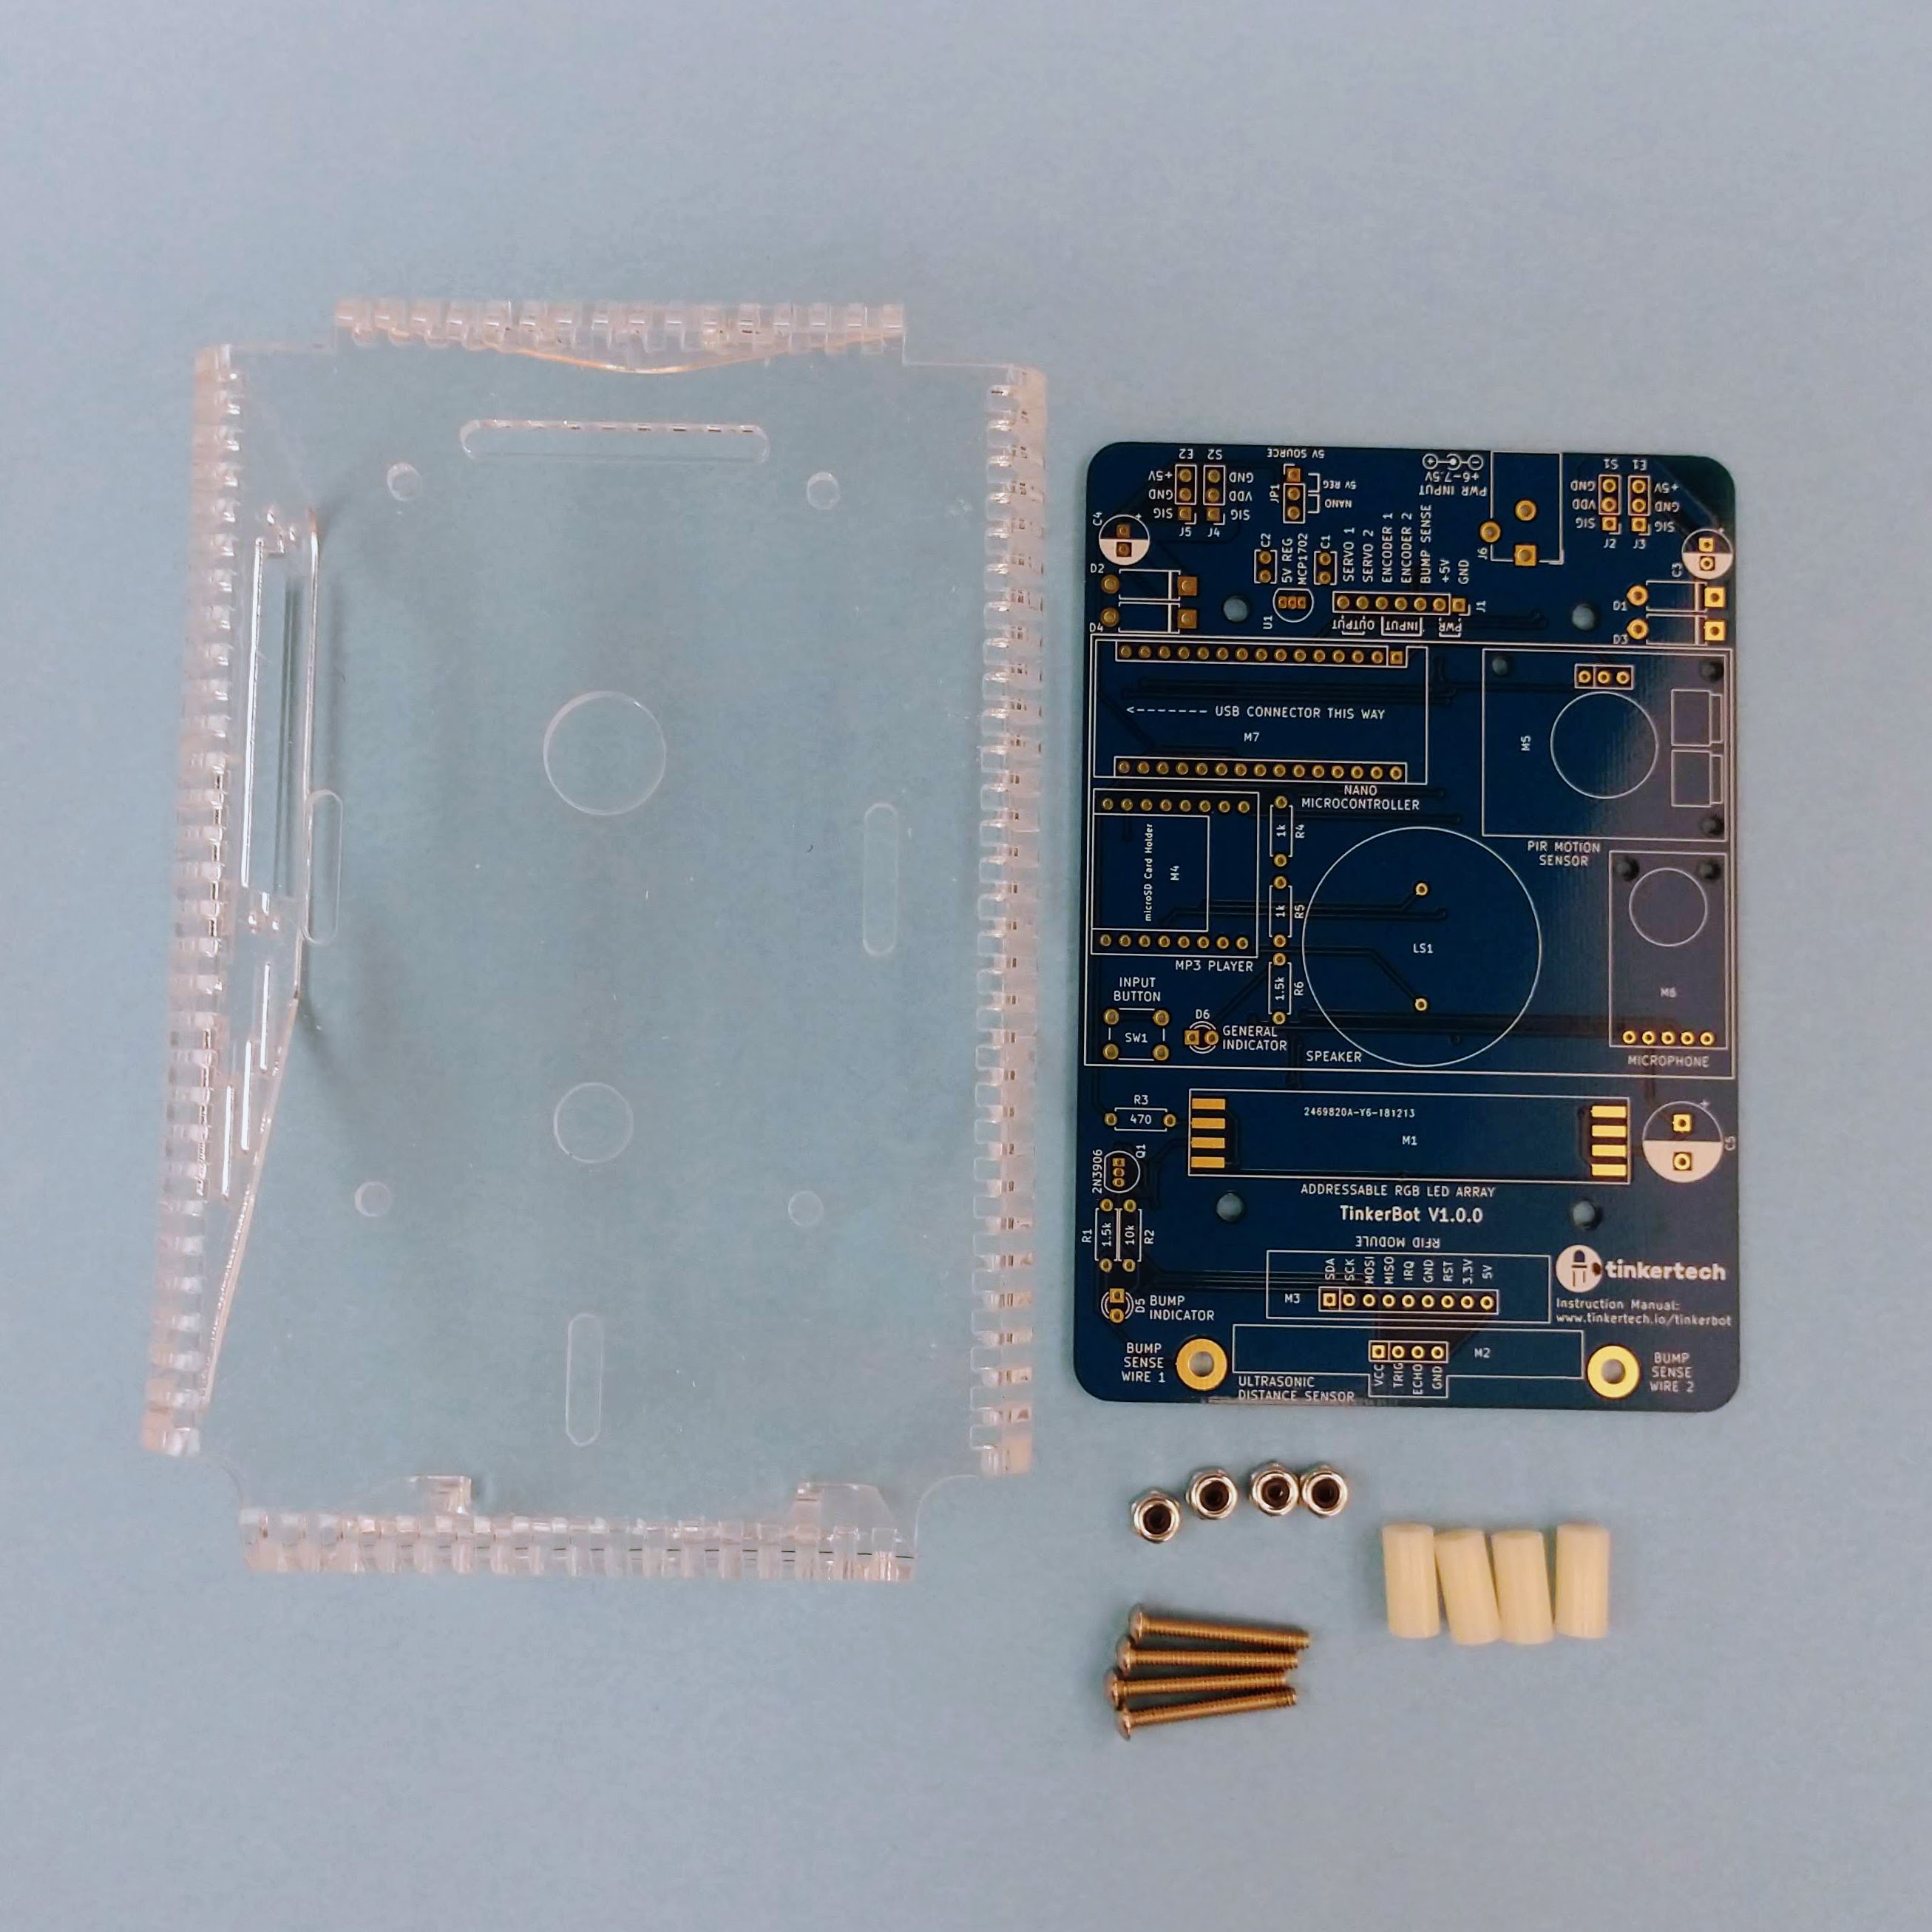 E2
S2
5V SOURCE
+5V
GND
SIG
GND
VDD
SIG
J5
J4
JP1
5V REG
NANO
+6-7.5V
PWR INPUT
S1
E1
GND
VDD
SIG
+5V
GND
SIG
J2
J3
C4
C2
5V REG
MCP1702
C1
SERVO 1
SERVO 2
ENCODER 1
ENCODER 2
BUMP SENSE
+5V
GND
J6
C3
D2
D4
U1
OUTPUT
INPUT
PWR
J1
D1
D3
<------- USB CONNECTOR THIS WAY
M7
M5
NANO
MICROCONTROLLER
microSD Card Holder
M4
1k
R4
1k
R5
1.5k
R6
PIR MOTION
SENSOR
LS1
MP3 PLAYER
M6
INPUT
BUTTON
SW1
D6
GENERAL
INDICATOR
SPEAKER
MICROPHONE
R3
470
2469820A-Y6-181213
M1
C5
2N3906
Q1
ADDRESSABLE RGB LED ARRAY
TinkerBot V1.0.0
R1
1.5k
10k
R2
RFID MODULE
SDA
SCK
MOSI
MISO
IRQ
GND
RST
3.3V
5V
M3
tinkertech
Instruction Manual:
www.tinkertech.io/tinkerbot
D5
BUMP
INDICATOR
BUMP
SENSE
WIRE 1
VCC
TRIG
ECHO
GND
M2
ULTRASONIC
DISTANCE SENSOR
BUMP
SENSE
WIRE 2